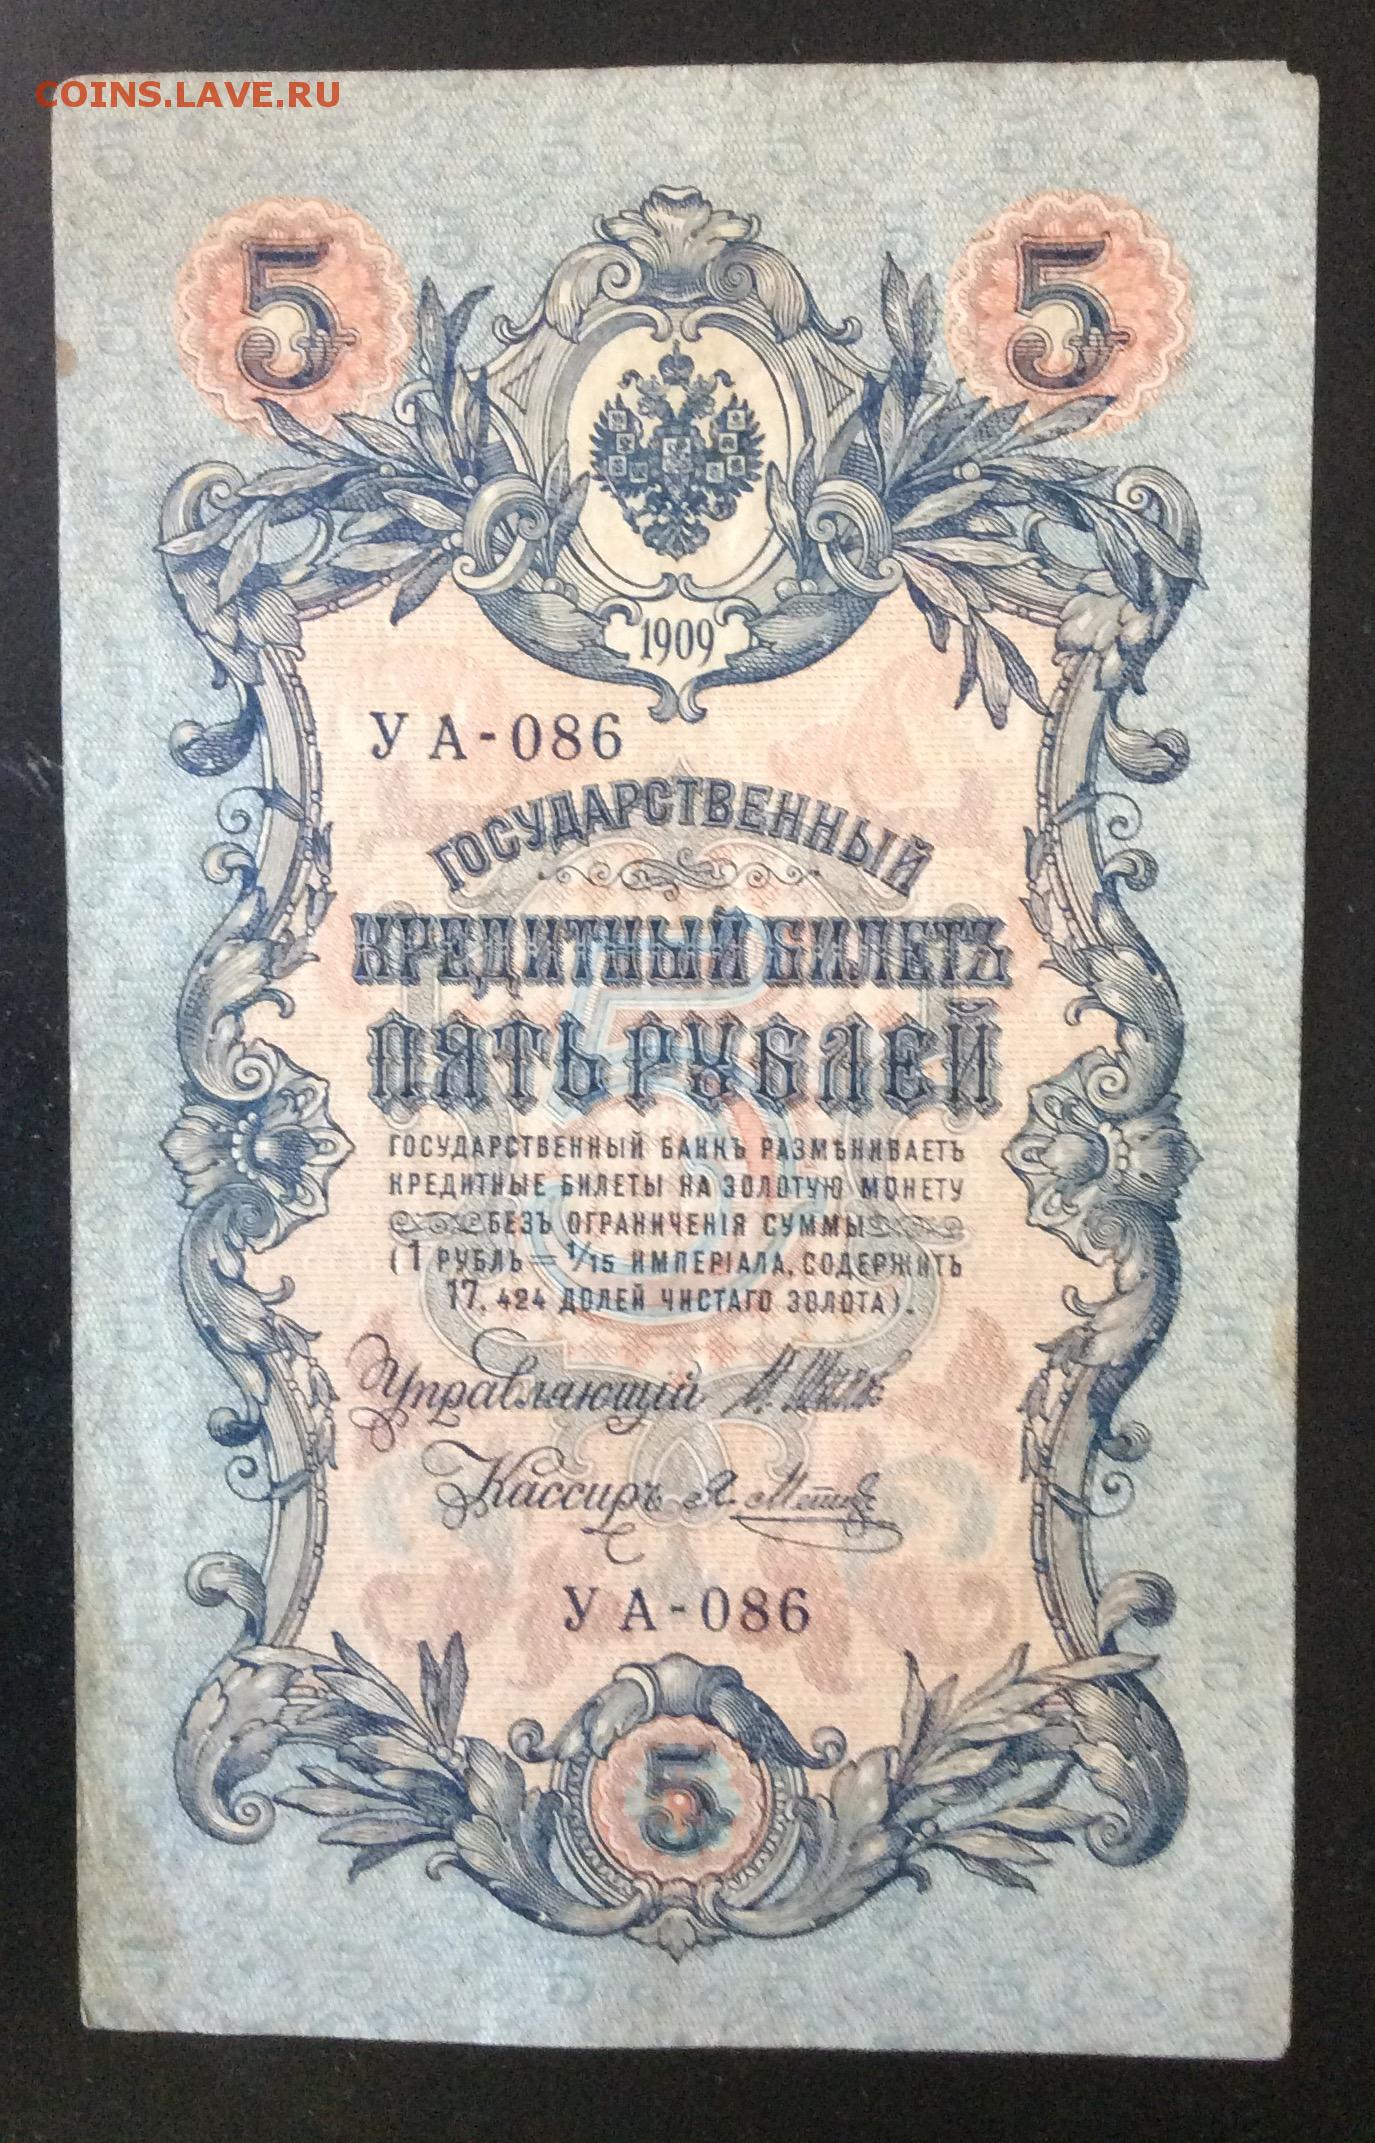 COINS.LAVE.RU
5 5
1909
УА-086
ГОСУДАРСТВЕННЫЙ
КРЕДИТНЫЙ БИЛЕТЪ
ПЯТЬ РУБЛЕЙ
ГОСУДАРСТВЕННЫЙ БАНКЪ РАЗМѢНИВАЕТЪ
КРЕДИТНЫЕ БИЛЕТЫ НА ЗОЛОТУЮ МОНЕТУ
БЕЗЪ ОГРАНИЧЕНІЯ СУММЫ
(1 РУБЛЬ = 1/15 ИМПЕРІАЛА, СОДЕРЖИТЪ
17,424 ДОЛЕЙ ЧИСТАГО ЗОЛОТА).
Управляющій
Кассиръ
УА-086
5